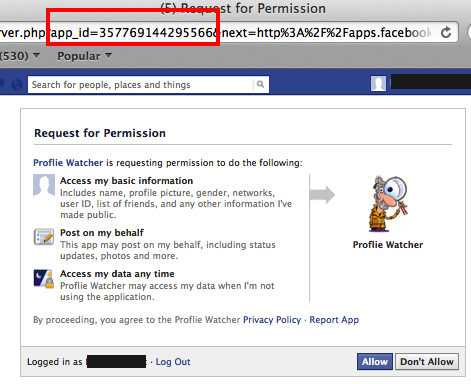 (5) Request for Permission
rver.php?app_id=357769144295566&next=http%3A%2F%2Fapps.facebook
(530) Popular
Search for people, places and things
Request for Permission
Proflie Watcher is requesting permission to do the following:
Access my basic information
Includes name, profile picture, gender, networks,
user ID, list of friends, and any other information I've
made public.
Post on my behalf
This app may post on my behalf, including status
updates, photos and more.
Access my data any time
Proflie Watcher may access my data when I'm not
using the application.
Proflie Watcher
By proceeding, you agree to the Proflie Watcher Privacy Policy · Report App
Logged in as · Log Out
Allow
Don't Allow